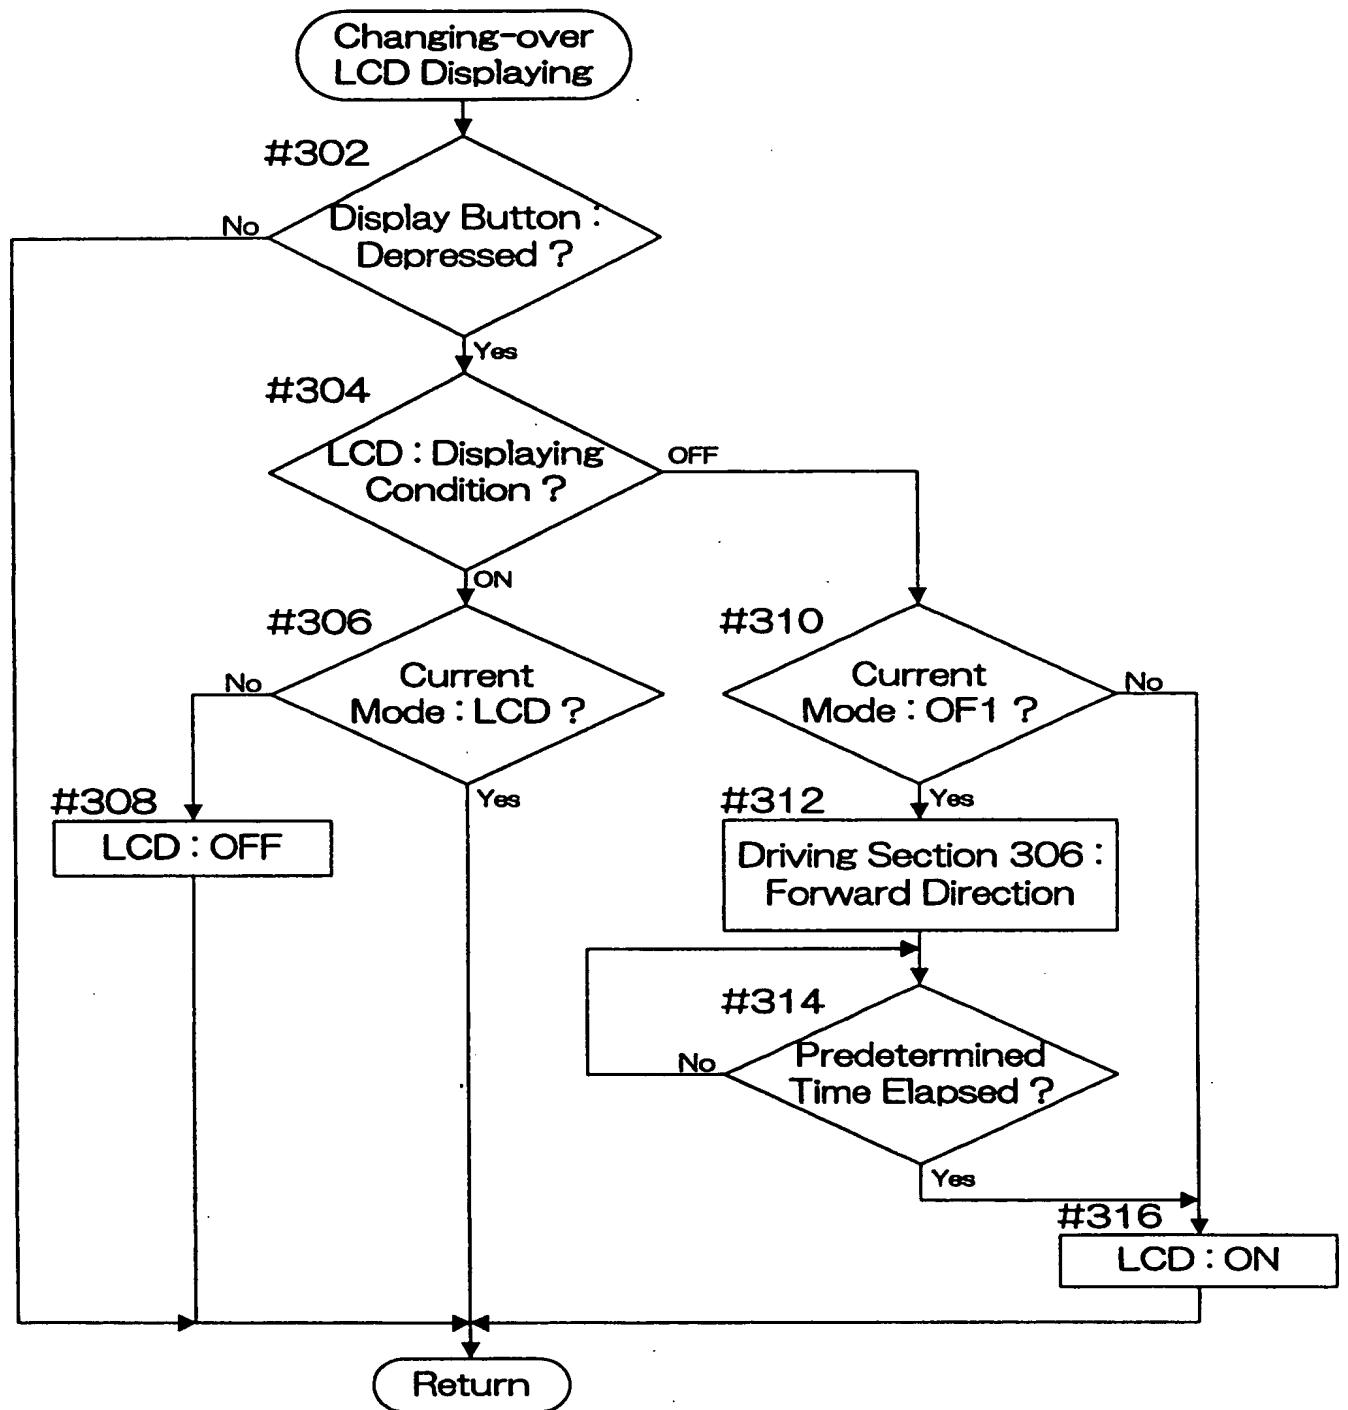 Changing-over
LCD Displaying
#302
No
Display Button :
Depressed ?
Yes
#304
LCD : Displaying
Condition ?
OFF
ON
#306
No
Current
Mode : LCD ?
Yes
#310
Current
Mode : OF1 ?
No
Yes
#308
LCD : OFF
#312
Driving Section 306 :
Forward Direction
#314
No
Predetermined
Time Elapsed ?
Yes
#316
LCD : ON
Return